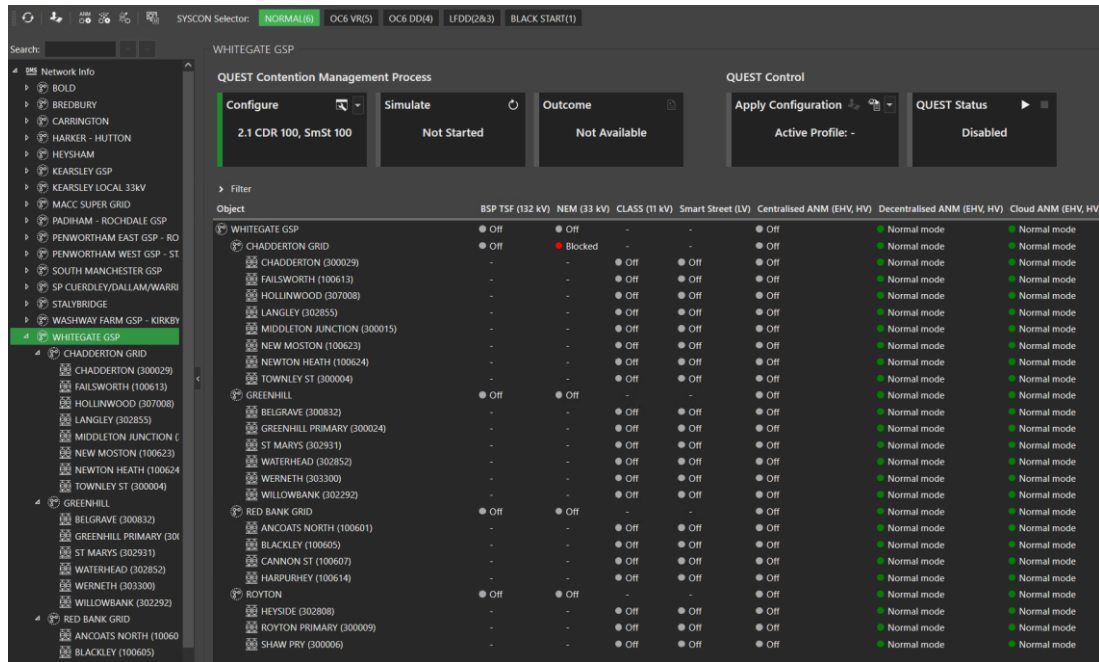 SYSCON Selector: NORMAL(6) OC6 VR(5) OC6 DD(4) LFDD(2&3) BLACK START(1)
Search:
DMS Network Info
BOLD
BREDBURY
CARRINGTON
HARKER - HUTTON
HEYSHAM
KEARSLEY GSP
KEARSLEY LOCAL 33kV
MACC SUPER GRID
PADIHAM - ROCHDALE GSP
PENWORTHAM EAST GSP - RO
PENWORTHAM WEST GSP - ST.
SOUTH MANCHESTER GSP
SP CUERDLEY/DALLAM/WARRI
STALYBRIDGE
WASHWAY FARM GSP - KIRKBY
WHITEGATE GSP
CHADDERTON GRID
CHADDERTON (300029)
FAILSWORTH (100613)
HOLLINWOOD (307008)
LANGLEY (302855)
MIDDLETON JUNCTION (
NEW MOSTON (100623)
NEWTON HEATH (100624
TOWNLEY ST (300004)
GREENHILL
BELGRAVE (300832)
GREENHILL PRIMARY (30
ST MARYS (302931)
WATERHEAD (302852)
WERNETH (303300)
WILLOWBANK (302292)
RED BANK GRID
ANCOATS NORTH (10060
BLACKLEY (100605)
WHITEGATE GSP
QUEST Contention Management Process QUEST Control
Configure Simulate Outcome Apply Configuration QUEST Status
2.1 CDR 100, SmSt 100 Not Started Not Available Active Profile: - Disabled
Filter
Object BSP TSF (132 kV) NEM (33 kV) CLASS (11 kV) Smart Street (LV) Centralised ANM (EHV, HV) Decentralised ANM (EHV, HV) Cloud ANM (EHV, HV
WHITEGATE GSP Off Off - - Off Normal mode Normal mode
CHADDERTON GRID Off Blocked - - Off Normal mode Normal mode
CHADDERTON (300029) - - Off Off Off Normal mode Normal mode
FAILSWORTH (100613) - - Off Off Off Normal mode Normal mode
HOLLINWOOD (307008) - - Off Off Off Normal mode Normal mode
LANGLEY (302855) - - Off Off Off Normal mode Normal mode
MIDDLETON JUNCTION (300015) - - Off Off Off Normal mode Normal mode
NEW MOSTON (100623) - - Off Off Off Normal mode Normal mode
NEWTON HEATH (100624) - - Off Off Off Normal mode Normal mode
TOWNLEY ST (300004) - - Off Off Off Normal mode Normal mode
GREENHILL Off Off - - Off Normal mode Normal mode
BELGRAVE (300832) - - Off Off Off Normal mode Normal mode
GREENHILL PRIMARY (300024) - - Off Off Off Normal mode Normal mode
ST MARYS (302931) - - Off Off Off Normal mode Normal mode
WATERHEAD (302852) - - Off Off Off Normal mode Normal mode
WERNETH (303300) - - Off Off Off Normal mode Normal mode
WILLOWBANK (302292) - - Off Off Off Normal mode Normal mode
RED BANK GRID Off Off - - Off Normal mode Normal mode
ANCOATS NORTH (100601) - - Off Off Off Normal mode Normal mode
BLACKLEY (100605) - - Off Off Off Normal mode Normal mode
CANNON ST (100607) - - Off Off Off Normal mode Normal mode
HARPURHEY (100614) - - Off Off Off Normal mode Normal mode
ROYTON Off Off - - Off Normal mode Normal mode
HEYSIDE (302808) - - Off Off Off Normal mode Normal mode
ROYTON PRIMARY (300009) - - Off Off Off Normal mode Normal mode
SHAW PRY (300006) - - Off Off Off Normal mode Normal mode